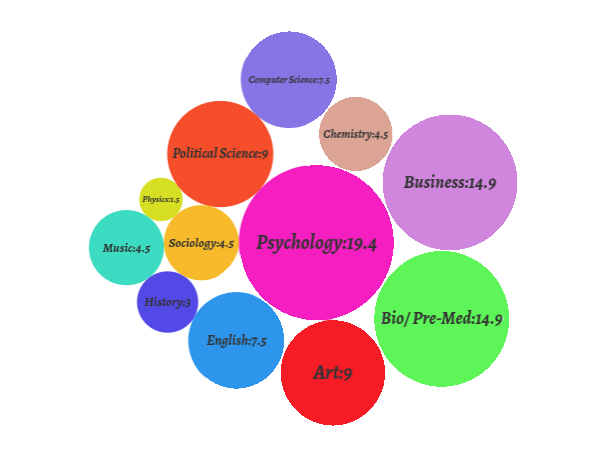 Computer Science:7.5
Chemistry:4.5
Political Science:9
Business:14.9
Physics:1.5
Psychology:19.4
Sociology:4.5
Music:4.5
History:3
Bio/ Pre-Med:14.9
English:7.5
Art:9